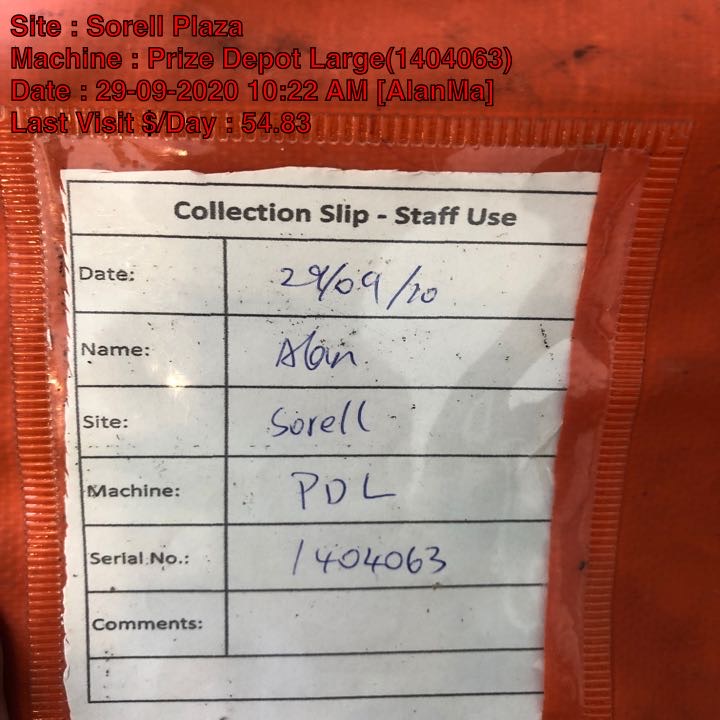 Site : Sorell Plaza
Machine : Prize Depot Large(1404063)
Date : 29-09-2020 10:22 AM [AlanMa]
Last Visit $/Day : 54.83
Collection Slip - Staff Use
Date: 29/09/20
Name: Alan
Site: Sorell
Machine: PDL
Serial No.: 1404063
Comments: